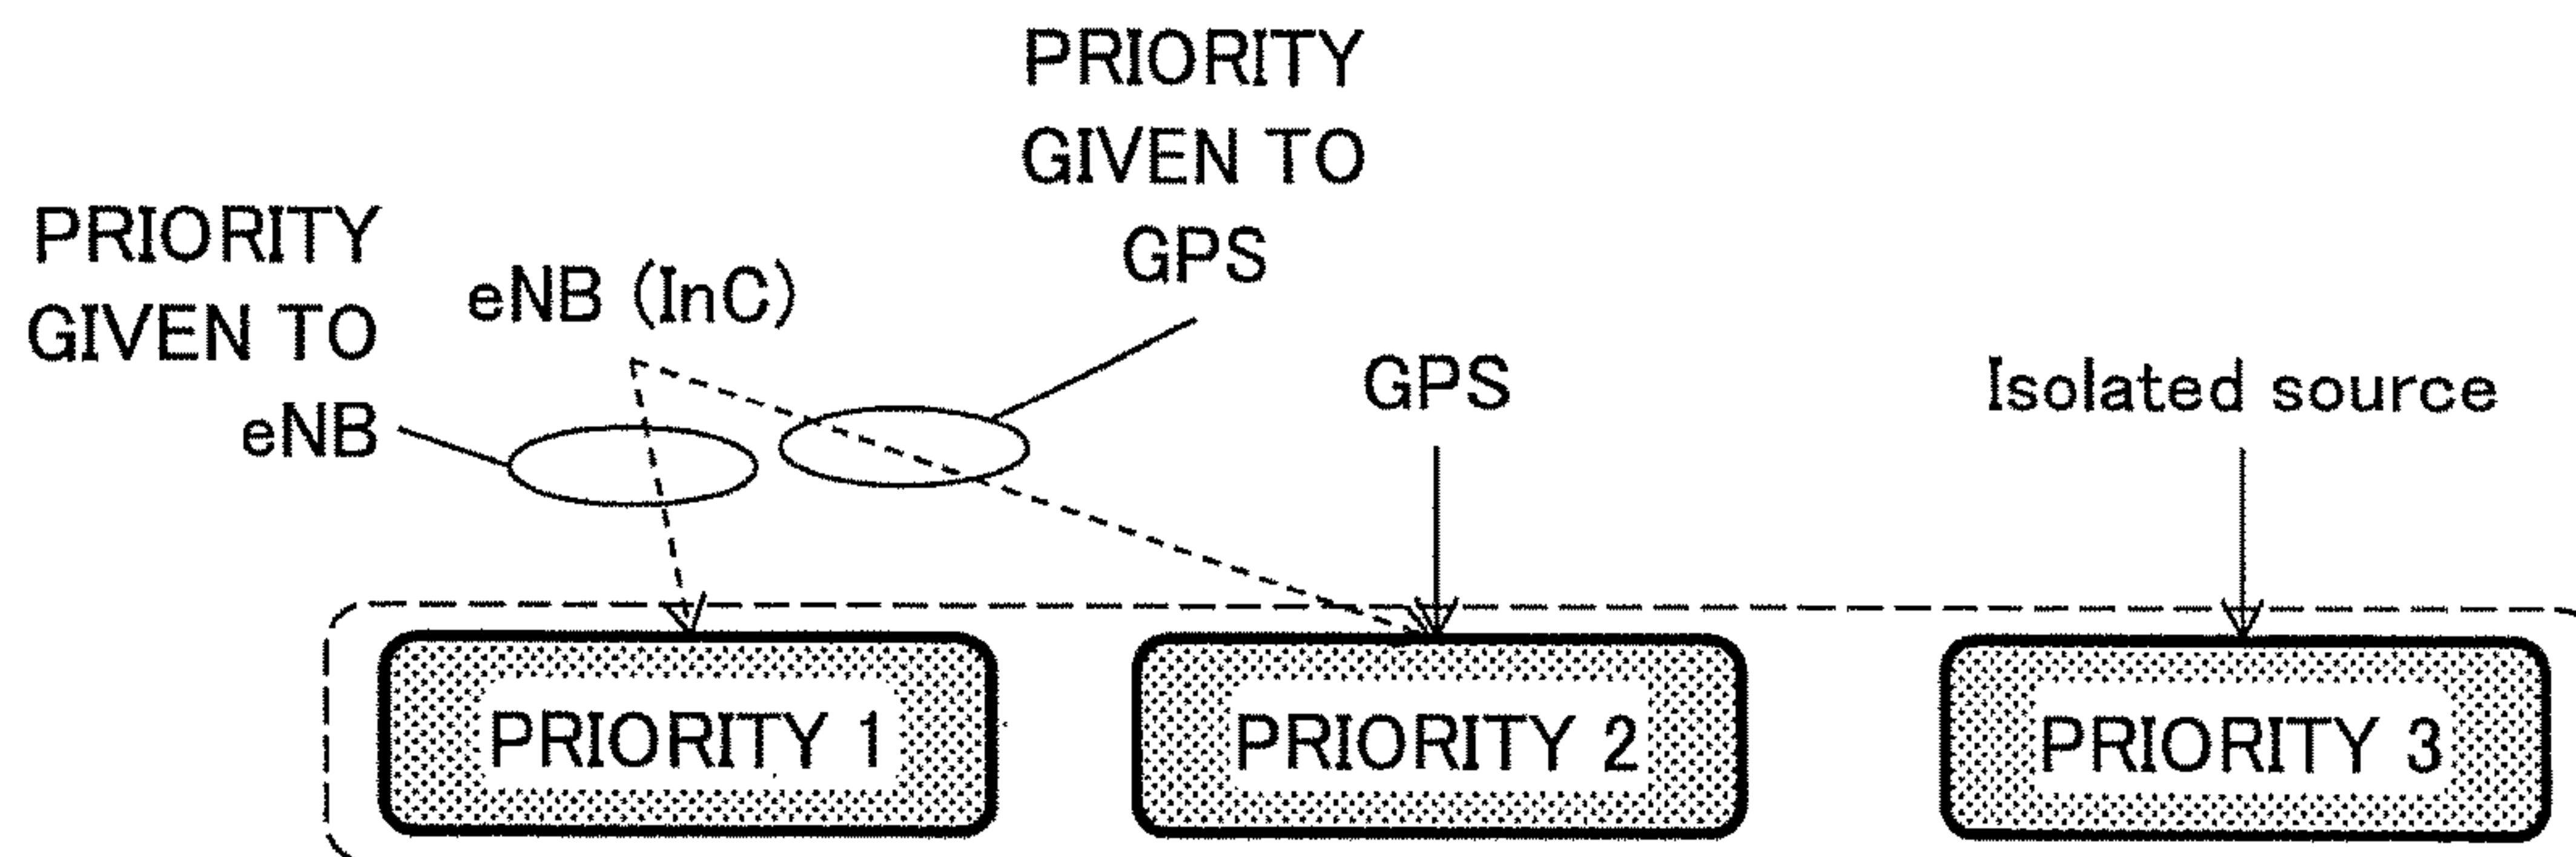 PRIORITY
GIVEN TO
GPS
PRIORITY
GIVEN TO
eNB
eNB (InC)
GPS
Isolated source
PRIORITY 1
PRIORITY 2
PRIORITY 3